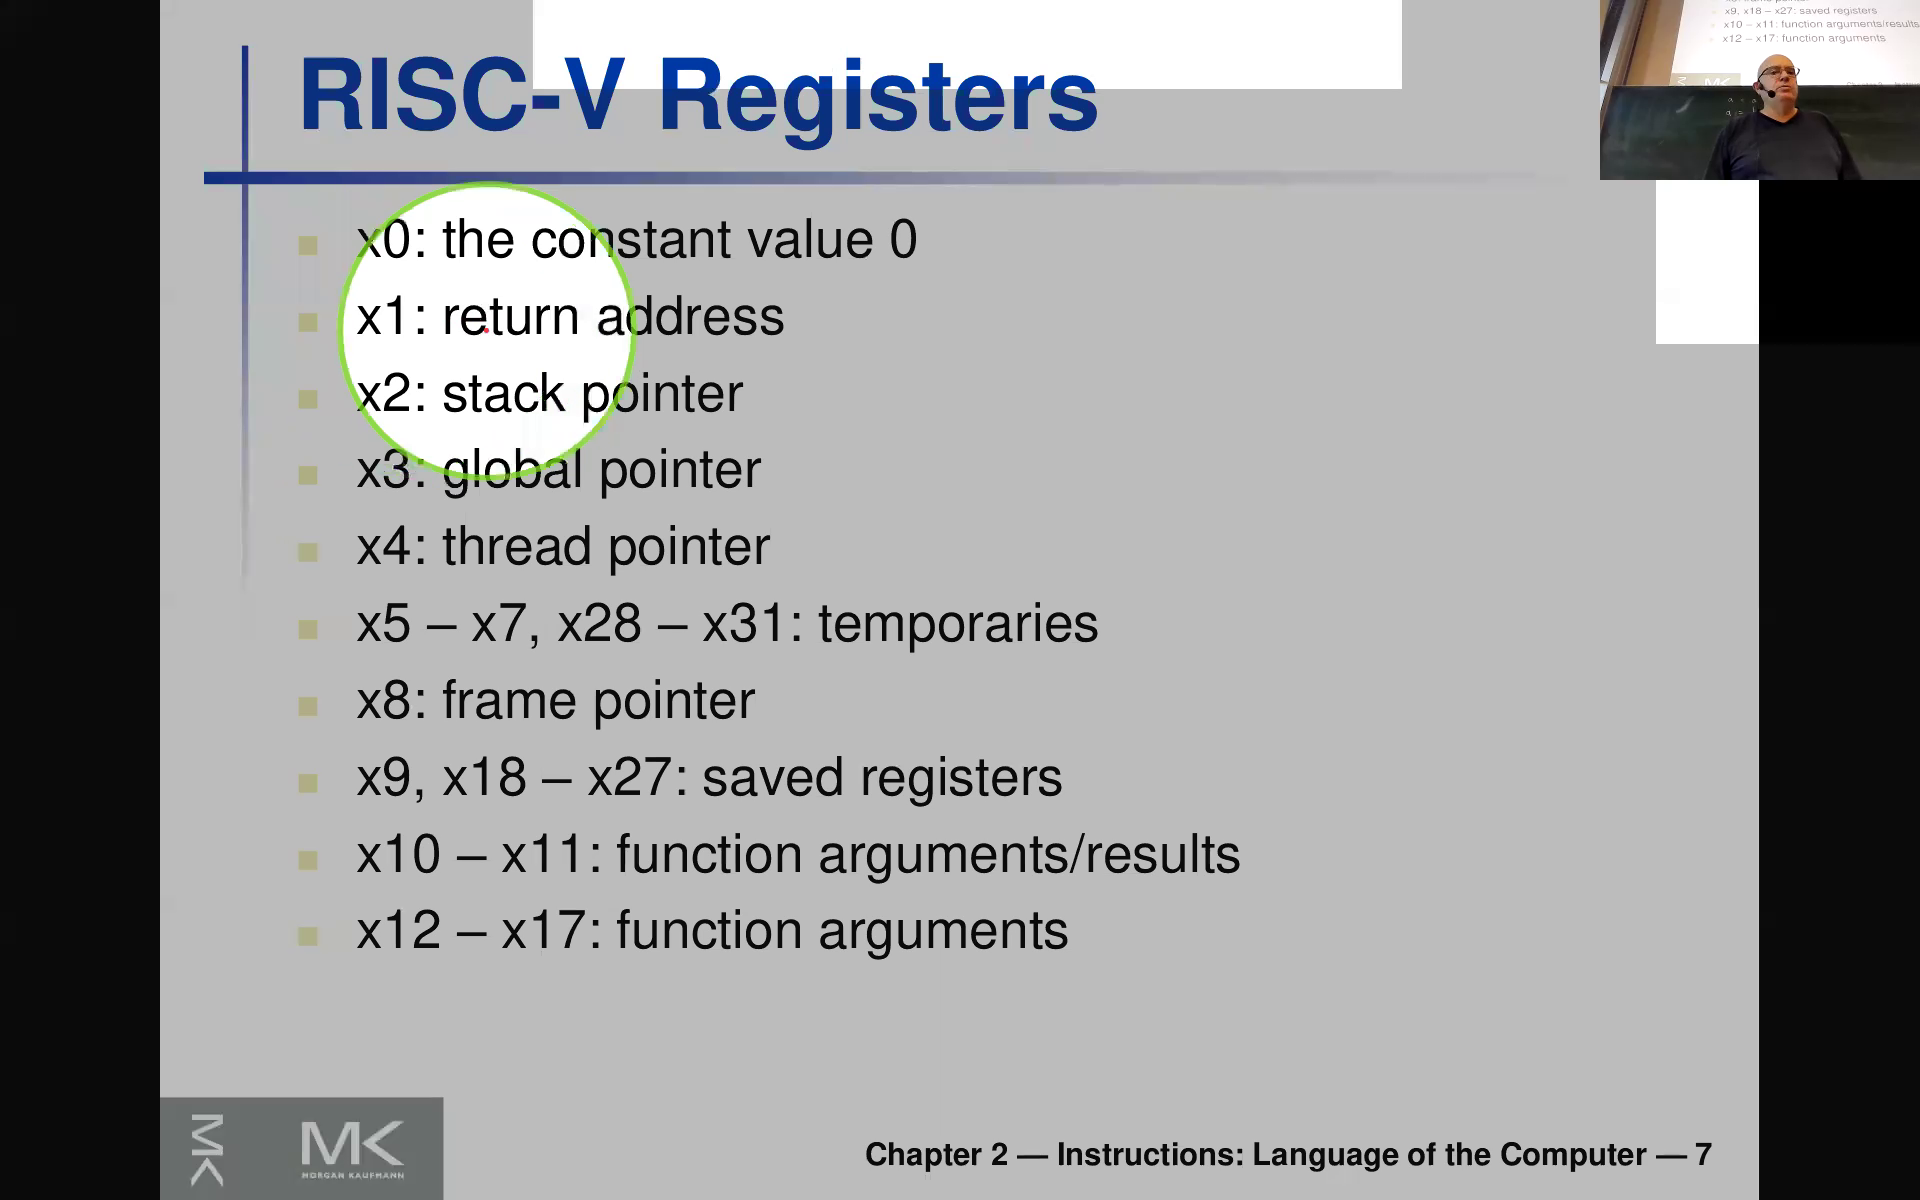 RISC-V Registers
x0: the constant value 0
x1: return address
x2: stack pointer
x3: global pointer
x4: thread pointer
x5 – x7, x28 – x31: temporaries
x8: frame pointer
x9, x18 – x27: saved registers
x10 – x11: function arguments/results
x12 – x17: function arguments
MK
MK
MORGAN KAUFMANN
Chapter 2 — Instructions: Language of the Computer — 7
x9, x18 – x27: saved registers
x10 – x11: function arguments/results
x12 – x17: function arguments